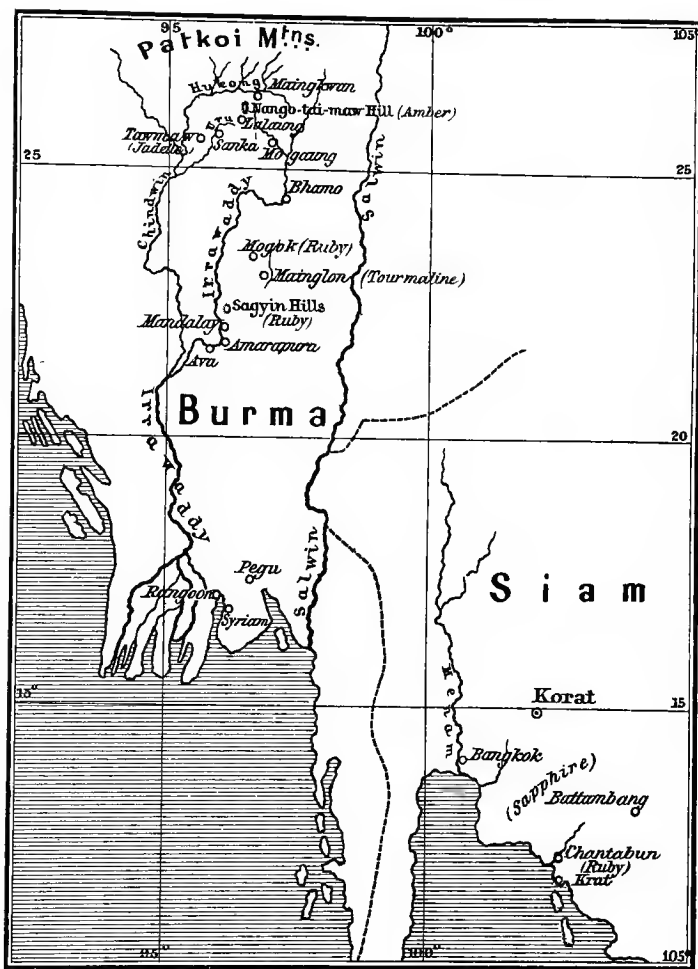 95
100°
105°
Patkoi Mtns.
Hukong
Maingkwan
Nango-tai-maw Hill (Amber)
Uru
Lalaung
Tawmaw
(Jadeite)
Sanka
Mogaung
25
25
Bhamo
Salwin
Chindwin
Irrawaddy
Mogok (Ruby)
Mainglon (Tourmaline)
Sagyin Hills
(Ruby)
Mandalay
Amarapura
Ava
Burma
20
Irrawaddy
Pegu
Rangoon
Syriam
Salwin
Siam
15°
15
Menam
Korat
Bangkok
(Sapphire)
Battambang
Chantabun
(Ruby)
Krat
95°
100°
105°